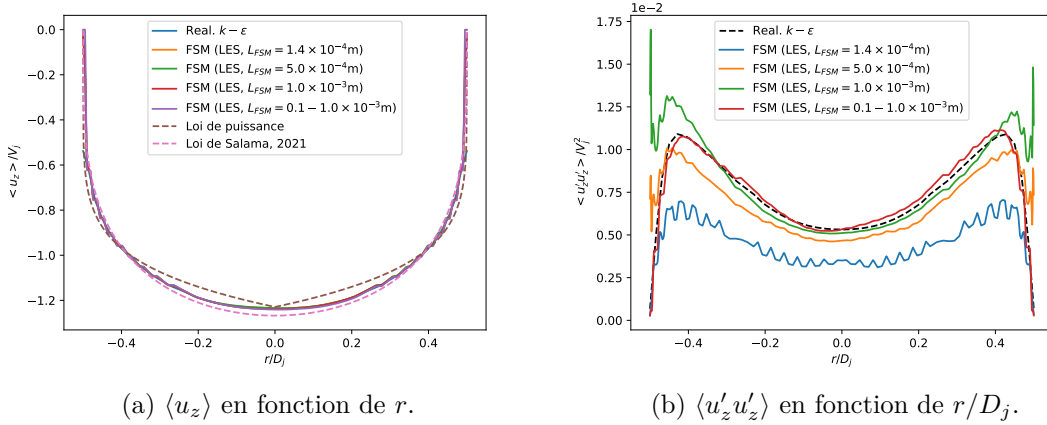 0.0
−0.2
−0.4
−0.6
−0.8
−1.0
−1.2
< u_z > /V_j
Real. k − ε
FSM (LES, L_FSM = 1.4 × 10⁻⁴m)
FSM (LES, L_FSM = 5.0 × 10⁻⁴m)
FSM (LES, L_FSM = 1.0 × 10⁻³m)
FSM (LES, L_FSM = 0.1 − 1.0 × 10⁻³m)
Loi de puissance
Loi de Salama, 2021
−0.4 −0.2 0.0 0.2 0.4
r/D_j
(a) ⟨u_z⟩ en fonction de r.
1e−2
1.75
1.50
1.25
1.00
0.75
0.50
0.25
0.00
< u′_z u′_z > /V_j²
Real. k − ε
FSM (LES, L_FSM = 1.4 × 10⁻⁴m)
FSM (LES, L_FSM = 5.0 × 10⁻⁴m)
FSM (LES, L_FSM = 1.0 × 10⁻³m)
FSM (LES, L_FSM = 0.1 − 1.0 × 10⁻³m)
−0.4 −0.2 0.0 0.2 0.4
r/D_j
(b) ⟨u′_z u′_z⟩ en fonction de r/D_j.